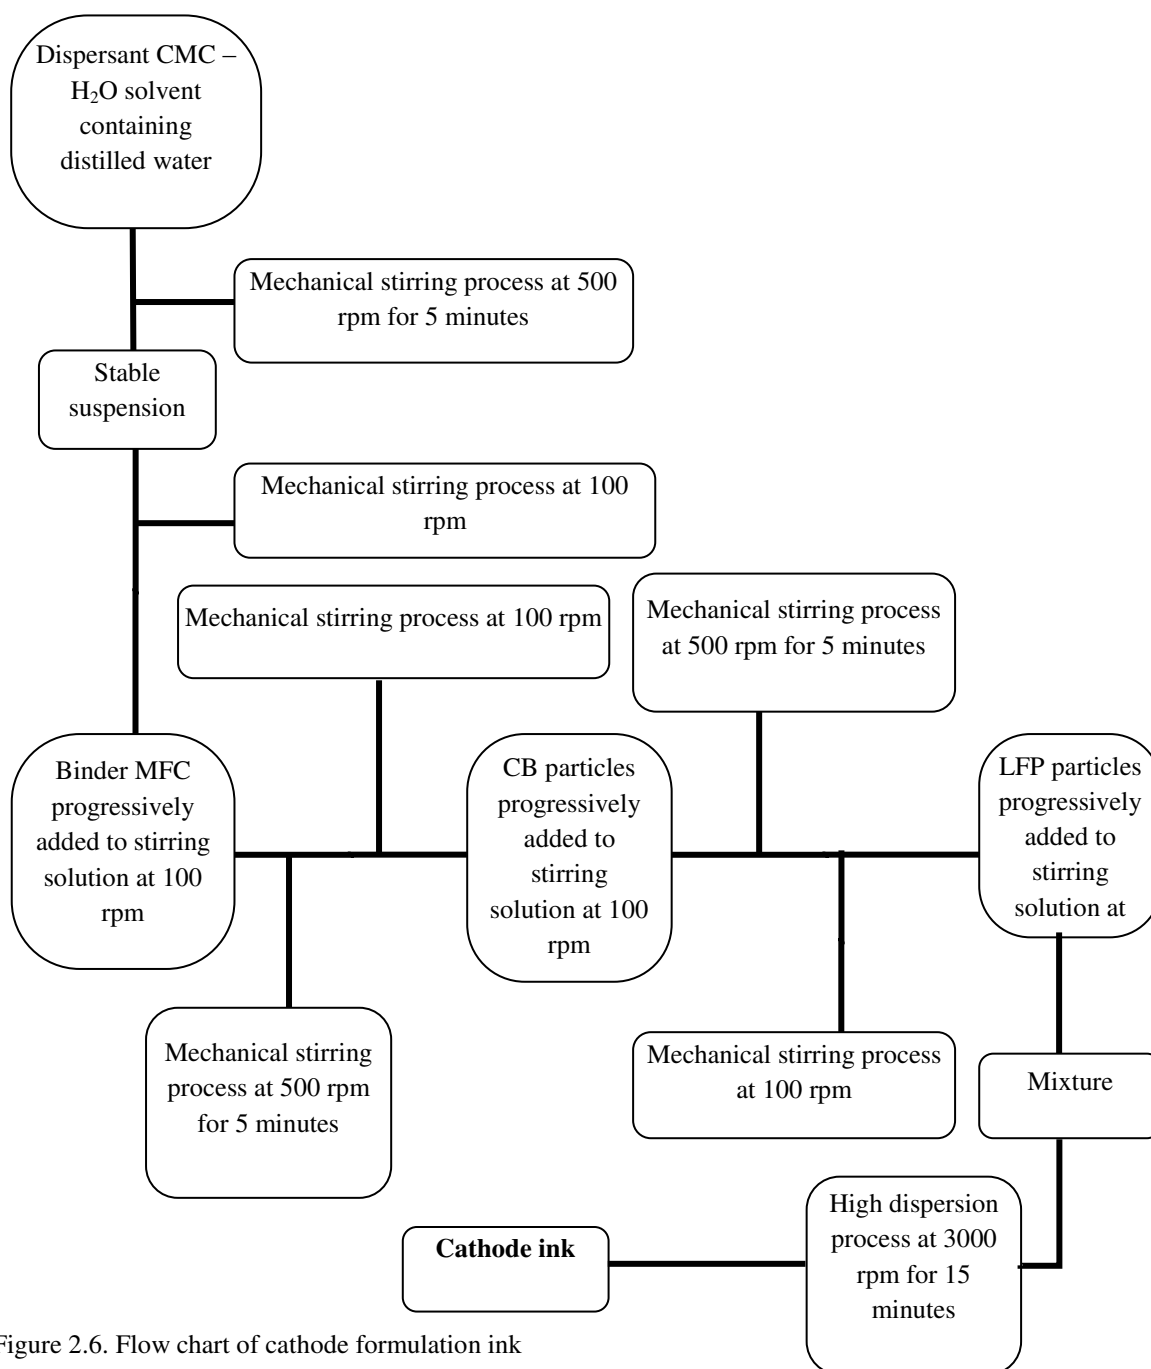 Dispersant CMC –
H₂O solvent
containing
distilled water
Mechanical stirring process at 500
rpm for 5 minutes
Stable
suspension
Mechanical stirring process at 100
rpm
Mechanical stirring process at 100 rpm
Mechanical stirring process
at 500 rpm for 5 minutes
Binder MFC
progressively
added to stirring
solution at 100
rpm
CB particles
progressively
added to
stirring
solution at 100
rpm
LFP particles
progressively
added to
stirring
solution at
Mechanical stirring
process at 500 rpm
for 5 minutes
Mechanical stirring process
at 100 rpm
Mixture
High dispersion
process at 3000
rpm for 15
minutes
Cathode ink
Figure 2.6. Flow chart of cathode formulation ink